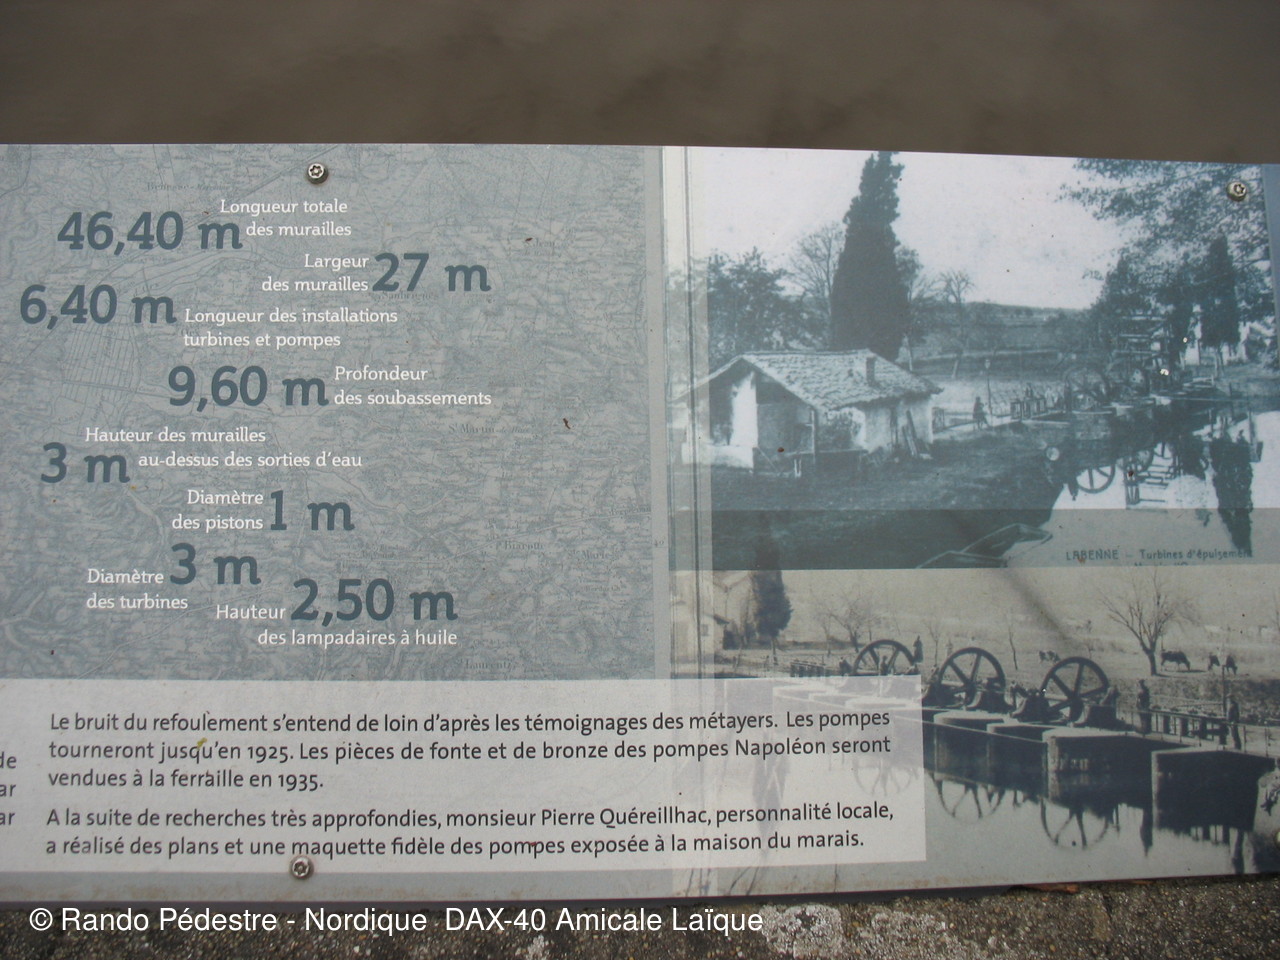 Longueur totale
46,40 m des murailles
Largeur
des murailles 27 m
6,40 m Longueur des installations
turbines et pompes
9,60 m Profondeur
des soubassements
Hauteur des murailles
3 m au-dessus des sorties d'eau
Diamètre
des pistons 1 m
Diamètre 3 m
des turbines
Hauteur 2,50 m
des lampadaires à huile
LABENNE - Turbines d'épuisement
Le bruit du refoulement s'entend de loin d'après les témoignages des métayers. Les pompes
tourneront jusqu'en 1925. Les pièces de fonte et de bronze des pompes Napoléon seront
vendues à la ferraille en 1935.
A la suite de recherches très approfondies, monsieur Pierre Quéreillhac, personnalité locale,
a réalisé des plans et une maquette fidèle des pompes exposée à la maison du marais.
de
ar
ar
© Rando Pédestre - Nordique DAX-40 Amicale Laïque